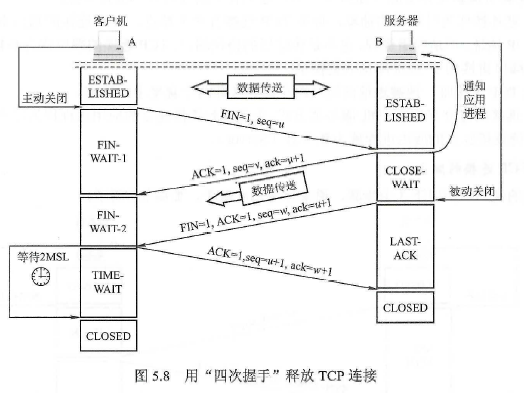 客户机
服务器
A
B
ESTAB-
LISHED
数据传送
ESTAB-
LISHED
通知
应用
进程
主动关闭
FIN=1, seq=u
FIN-
WAIT-1
ACK=1, seq=v, ack=u+1
CLOSE-
WAIT
数据传送
被动关闭
FIN-
WAIT-2
FIN=1, ACK=1, seq=w, ack=u+1
等待2MSL
ACK=1,seq=u+1, ack=w+1
LAST-
ACK
TIME-
WAIT
CLOSED
CLOSED
图 5.8 用“四次握手”释放 TCP 连接